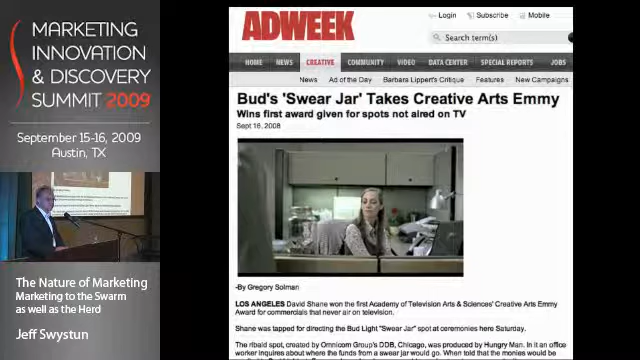 MARKETING
INNOVATION
& DISCOVERY
SUMMIT 2009
September 15-16, 2009
Austin, TX
The Nature of Marketing
Marketing to the Swarm
as well as the Herd
Jeff Swystun
ADWEEK
Login Subscribe Mobile
Search term(s)
HOME NEWS CREATIVE COMMUNITY VIDEO DATA CENTER SPECIAL REPORTS JOBS
News Ad of the Day Barbara Lippert's Critique Features New Campaigns
Bud's 'Swear Jar' Takes Creative Arts Emmy
Wins first award given for spots not aired on TV
Sept 16, 2008
-By Gregory Solman
LOS ANGELES David Shane won the first Academy of Television Arts & Sciences' Creative Arts Emmy
Award for commercials that never air on television.
Shane was tapped for directing the Bud Light "Swear Jar" spot at ceremonies here Saturday.
The ribald spot, created by Omnicom Group's DDB, Chicago, was produced by Hungry Man. In it an office
worker inquires about where the funds from a swear jar would go. When told that the monies would be